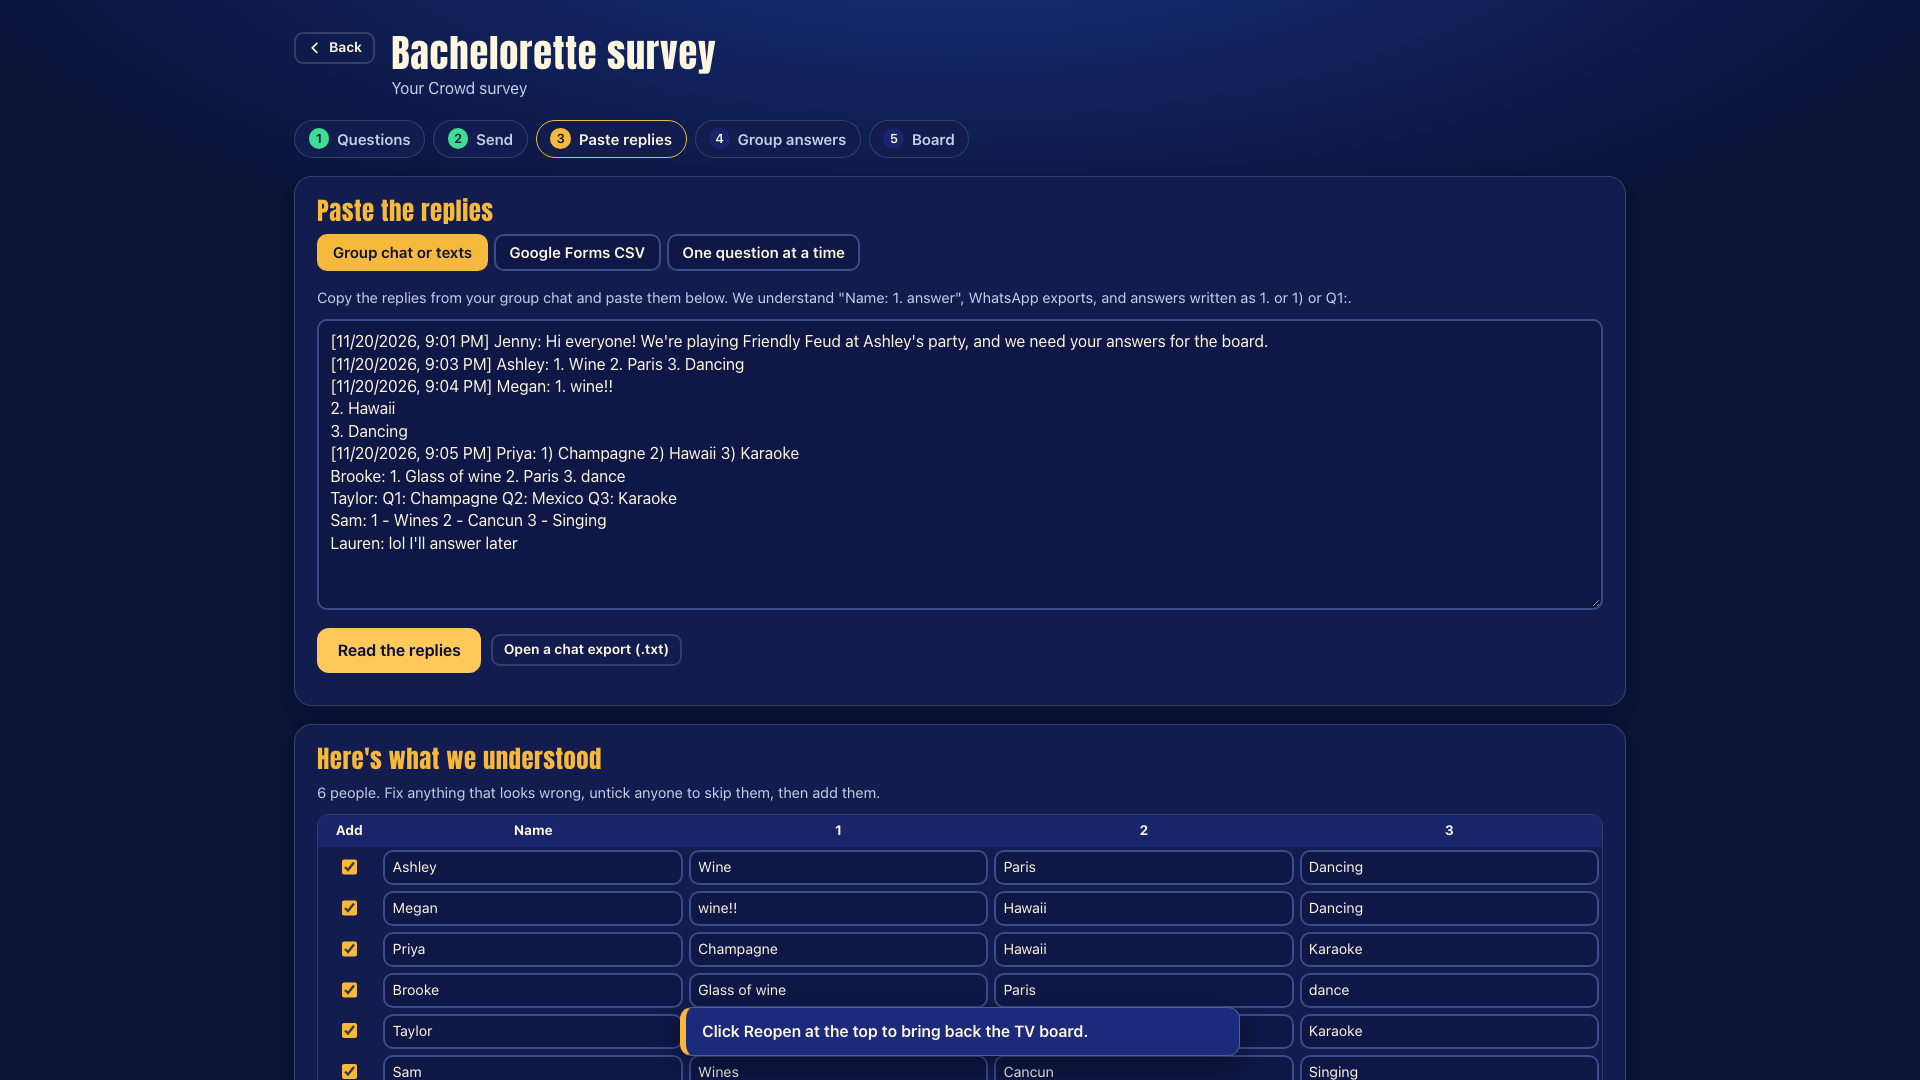 Back
Bachelorette survey
Your Crowd survey
1 Questions
2 Send
3 Paste replies
4 Group answers
5 Board
Paste the replies
Group chat or texts
Google Forms CSV
One question at a time
Copy the replies from your group chat and paste them below. We understand "Name: 1. answer", WhatsApp exports, and answers written as 1. or 1) or Q1:.
[11/20/2026, 9:01 PM] Jenny: Hi everyone! We're playing Friendly Feud at Ashley's party, and we need your answers for the board.
[11/20/2026, 9:03 PM] Ashley: 1. Wine 2. Paris 3. Dancing
[11/20/2026, 9:04 PM] Megan: 1. wine!!
2. Hawaii
3. Dancing
[11/20/2026, 9:05 PM] Priya: 1) Champagne 2) Hawaii 3) Karaoke
Brooke: 1. Glass of wine 2. Paris 3. dance
Taylor: Q1: Champagne Q2: Mexico Q3: Karaoke
Sam: 1 - Wines 2 - Cancun 3 - Singing
Lauren: lol I'll answer later
Read the replies
Open a chat export (.txt)
Here's what we understood
6 people. Fix anything that looks wrong, untick anyone to skip them, then add them.
Add Name 1 2 3
Ashley Wine Paris Dancing
Megan wine!! Hawaii Dancing
Priya Champagne Hawaii Karaoke
Brooke Glass of wine Paris dance
Taylor Karaoke
Click Reopen at the top to bring back the TV board.
Sam Wines Cancun Singing